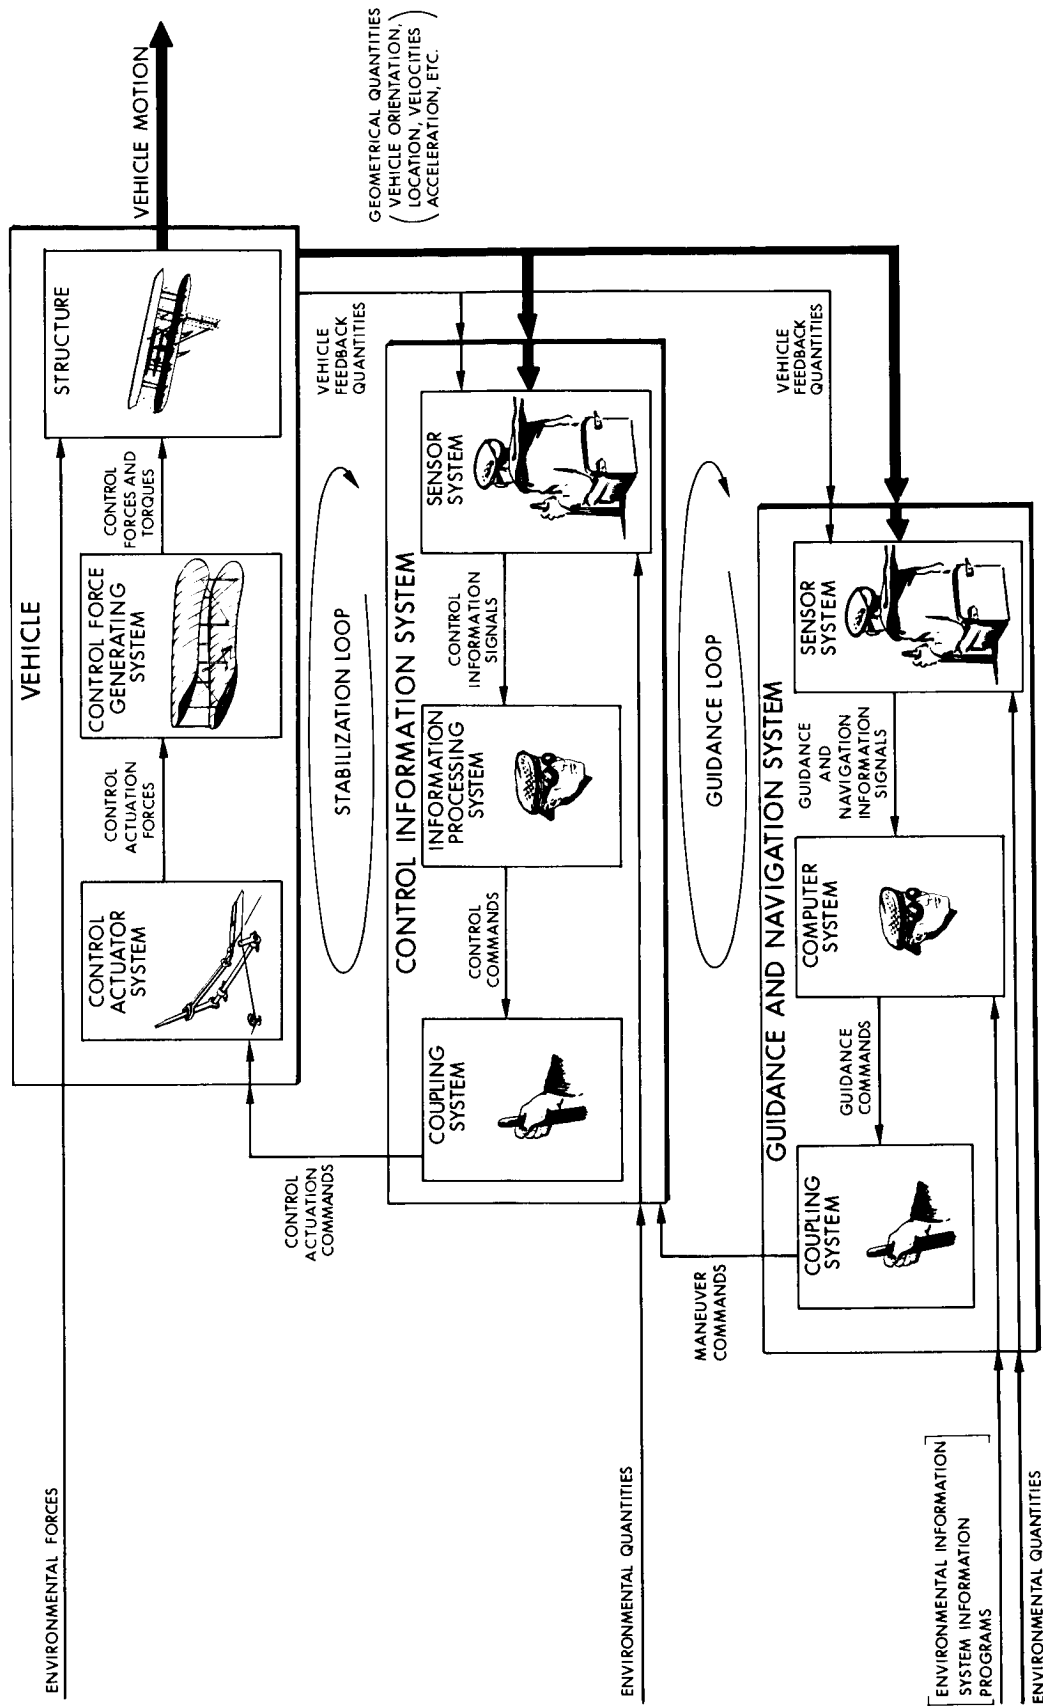 VEHICLE
CONTROL
ACTUATOR
SYSTEM
CONTROL
ACTUATION
FORCES
CONTROL FORCE
GENERATING
SYSTEM
CONTROL
FORCES AND
TORQUES
STRUCTURE
VEHICLE MOTION
ENVIRONMENTAL FORCES
GEOMETRICAL QUANTITIES
(VEHICLE ORIENTATION,
LOCATION, VELOCITIES
ACCELERATION, ETC.)
CONTROL
ACTUATION
COMMANDS
STABILIZATION LOOP
VEHICLE
FEEDBACK
QUANTITIES
CONTROL INFORMATION SYSTEM
COUPLING
SYSTEM
CONTROL
COMMANDS
INFORMATION
PROCESSING
SYSTEM
CONTROL
INFORMATION
SIGNALS
SENSOR
SYSTEM
ENVIRONMENTAL QUANTITIES
MANEUVER
COMMANDS
GUIDANCE LOOP
VEHICLE
FEEDBACK
QUANTITIES
GUIDANCE AND NAVIGATION SYSTEM
COUPLING
SYSTEM
GUIDANCE
COMMANDS
COMPUTER
SYSTEM
GUIDANCE
AND
NAVIGATION
INFORMATION
SIGNALS
SENSOR
SYSTEM
[ENVIRONMENTAL INFORMATION
SYSTEM INFORMATION
PROGRAMS]
ENVIRONMENTAL QUANTITIES